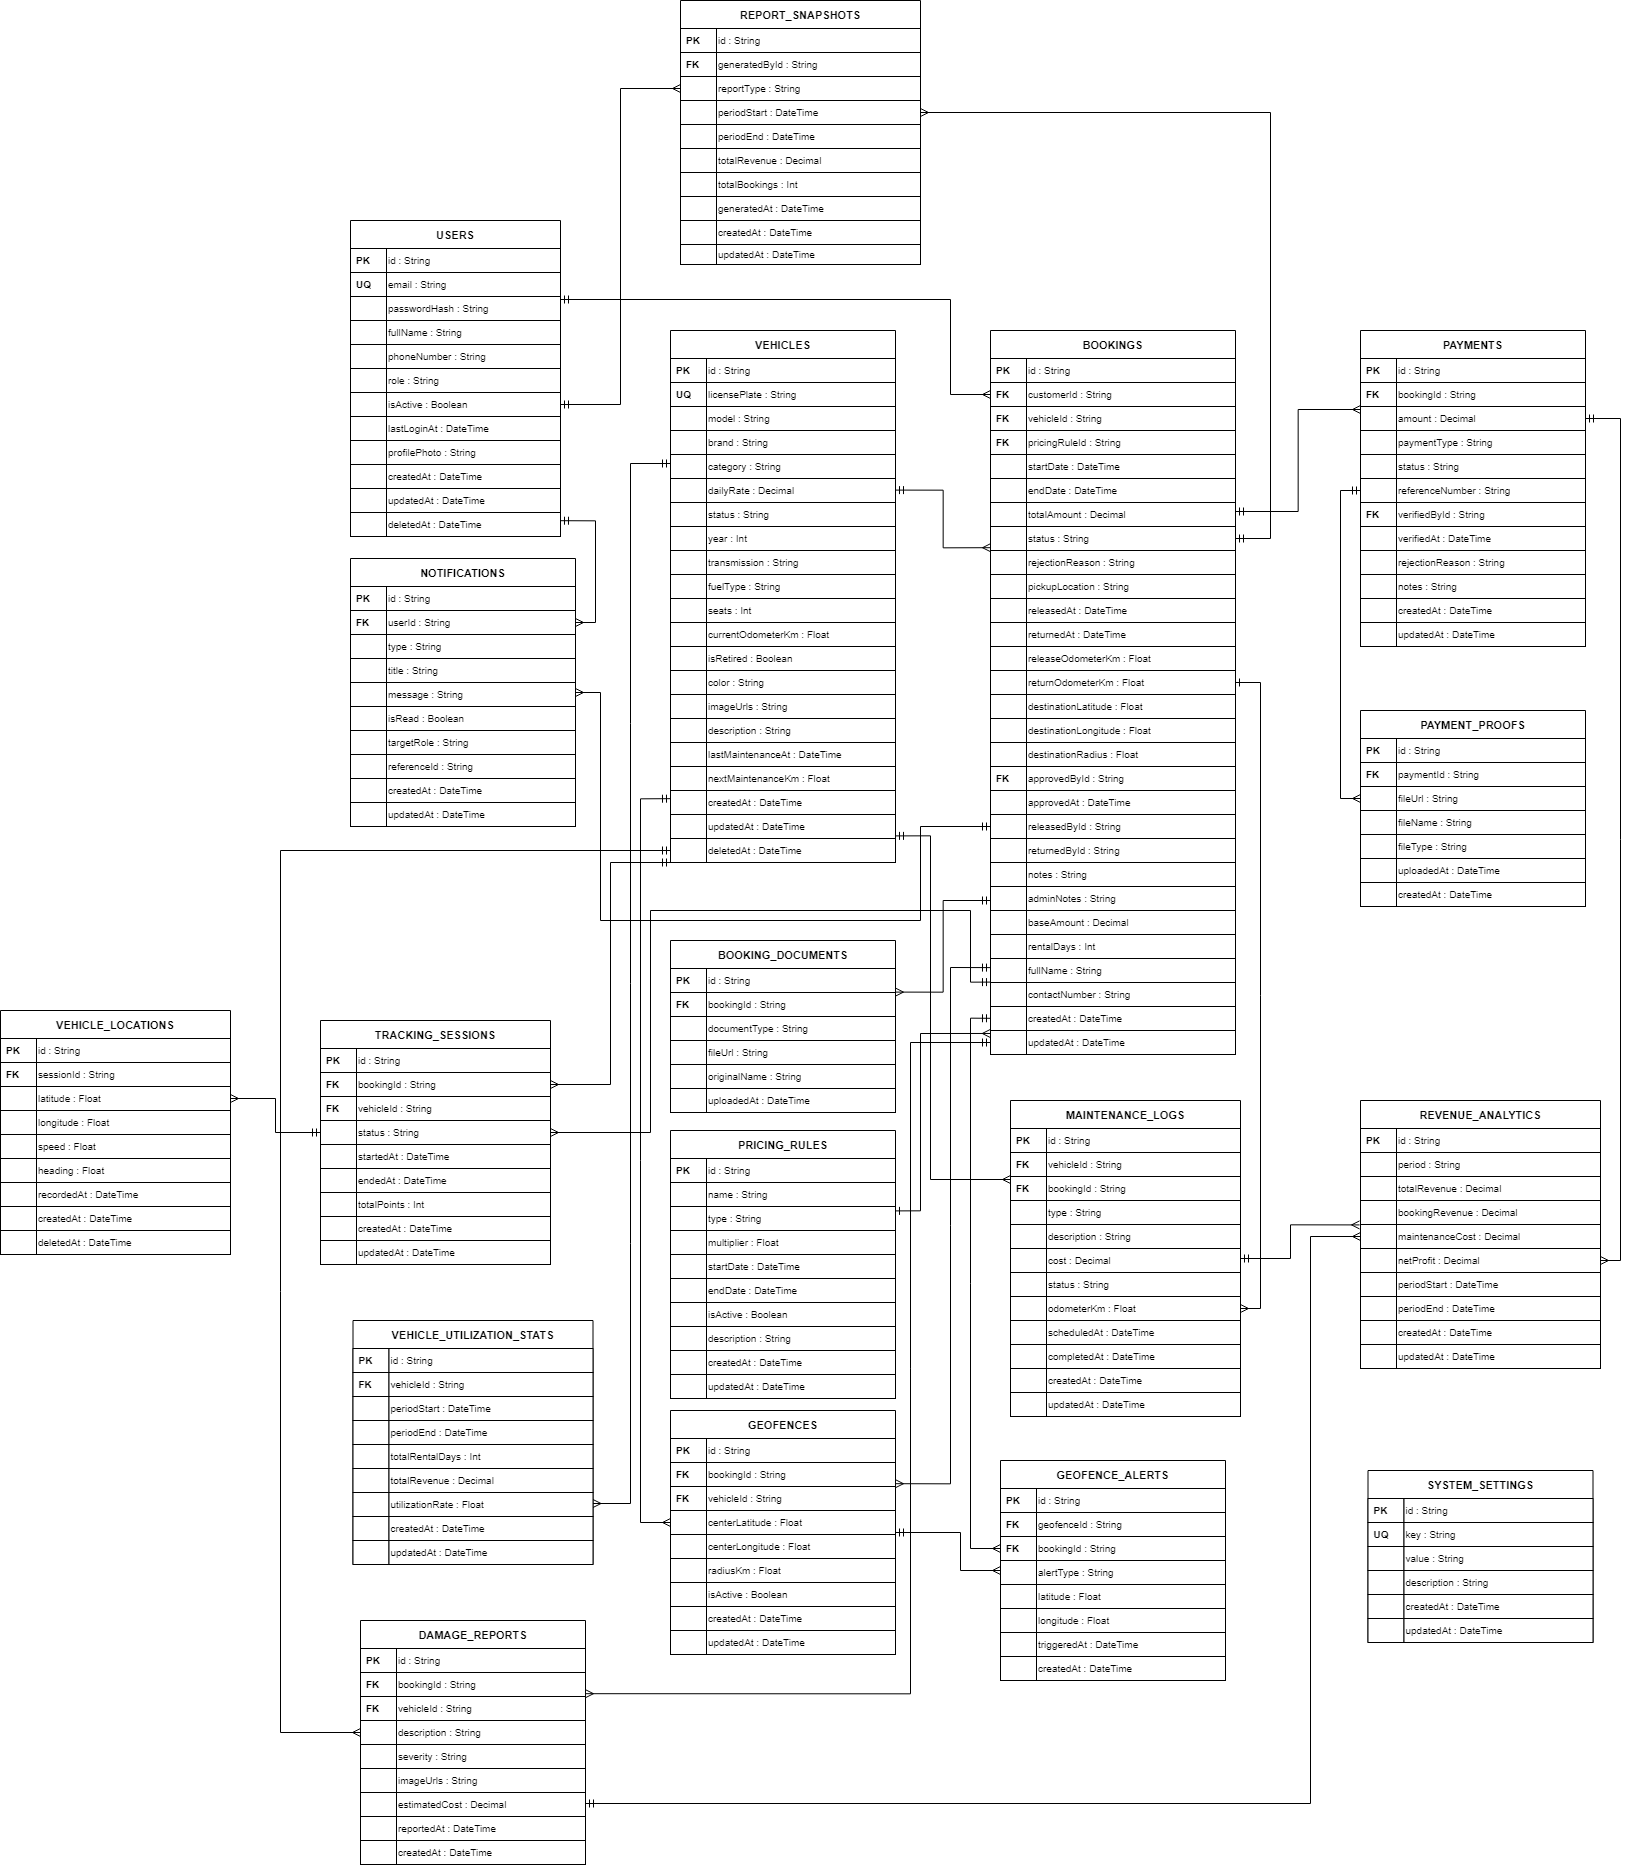 REPORT_SNAPSHOTS
PK id : String
FK generatedById : String
reportType : String
periodStart : DateTime
periodEnd : DateTime
totalRevenue : Decimal
totalBookings : Int
generatedAt : DateTime
createdAt : DateTime
updatedAt : DateTime
USERS
PK id : String
UQ email : String
passwordHash : String
fullName : String
phoneNumber : String
role : String
isActive : Boolean
lastLoginAt : DateTime
profilePhoto : String
createdAt : DateTime
updatedAt : DateTime
deletedAt : DateTime
VEHICLES
PK id : String
UQ licensePlate : String
model : String
brand : String
category : String
dailyRate : Decimal
status : String
year : Int
transmission : String
fuelType : String
seats : Int
currentOdometerKm : Float
isRetired : Boolean
color : String
imageUrls : String
description : String
lastMaintenanceAt : DateTime
nextMaintenanceKm : Float
createdAt : DateTime
updatedAt : DateTime
deletedAt : DateTime
BOOKINGS
PK id : String
FK customerId : String
FK vehicleId : String
FK pricingRuleId : String
startDate : DateTime
endDate : DateTime
totalAmount : Decimal
status : String
rejectionReason : String
pickupLocation : String
releasedAt : DateTime
returnedAt : DateTime
releaseOdometerKm : Float
returnOdometerKm : Float
destinationLatitude : Float
destinationLongitude : Float
destinationRadius : Float
FK approvedById : String
approvedAt : DateTime
releasedById : String
returnedById : String
notes : String
adminNotes : String
baseAmount : Decimal
rentalDays : Int
fullName : String
contactNumber : String
createdAt : DateTime
updatedAt : DateTime
PAYMENTS
PK id : String
FK bookingId : String
amount : Decimal
paymentType : String
status : String
referenceNumber : String
FK verifiedById : String
verifiedAt : DateTime
rejectionReason : String
notes : String
createdAt : DateTime
updatedAt : DateTime
NOTIFICATIONS
PK id : String
FK userId : String
type : String
title : String
message : String
isRead : Boolean
targetRole : String
referenceId : String
createdAt : DateTime
updatedAt : DateTime
PAYMENT_PROOFS
PK id : String
FK paymentId : String
fileUrl : String
fileName : String
fileType : String
uploadedAt : DateTime
createdAt : DateTime
BOOKING_DOCUMENTS
PK id : String
FK bookingId : String
documentType : String
fileUrl : String
originalName : String
uploadedAt : DateTime
VEHICLE_LOCATIONS
PK id : String
FK sessionId : String
latitude : Float
longitude : Float
speed : Float
heading : Float
recordedAt : DateTime
createdAt : DateTime
deletedAt : DateTime
TRACKING_SESSIONS
PK id : String
FK bookingId : String
FK vehicleId : String
status : String
startedAt : DateTime
endedAt : DateTime
totalPoints : Int
createdAt : DateTime
updatedAt : DateTime
PRICING_RULES
PK id : String
name : String
type : String
multiplier : Float
startDate : DateTime
endDate : DateTime
isActive : Boolean
description : String
createdAt : DateTime
updatedAt : DateTime
MAINTENANCE_LOGS
PK id : String
FK vehicleId : String
FK bookingId : String
type : String
description : String
cost : Decimal
status : String
odometerKm : Float
scheduledAt : DateTime
completedAt : DateTime
createdAt : DateTime
updatedAt : DateTime
REVENUE_ANALYTICS
PK id : String
period : String
totalRevenue : Decimal
bookingRevenue : Decimal
maintenanceCost : Decimal
netProfit : Decimal
periodStart : DateTime
periodEnd : DateTime
createdAt : DateTime
updatedAt : DateTime
VEHICLE_UTILIZATION_STATS
PK id : String
FK vehicleId : String
periodStart : DateTime
periodEnd : DateTime
totalRentalDays : Int
totalRevenue : Decimal
utilizationRate : Float
createdAt : DateTime
updatedAt : DateTime
GEOFENCES
PK id : String
FK bookingId : String
FK vehicleId : String
centerLatitude : Float
centerLongitude : Float
radiusKm : Float
isActive : Boolean
createdAt : DateTime
updatedAt : DateTime
GEOFENCE_ALERTS
PK id : String
FK geofenceId : String
FK bookingId : String
alertType : String
latitude : Float
longitude : Float
triggeredAt : DateTime
createdAt : DateTime
SYSTEM_SETTINGS
PK id : String
UQ key : String
value : String
description : String
createdAt : DateTime
updatedAt : DateTime
DAMAGE_REPORTS
PK id : String
FK bookingId : String
FK vehicleId : String
description : String
severity : String
imageUrls : String
estimatedCost : Decimal
reportedAt : DateTime
createdAt : DateTime